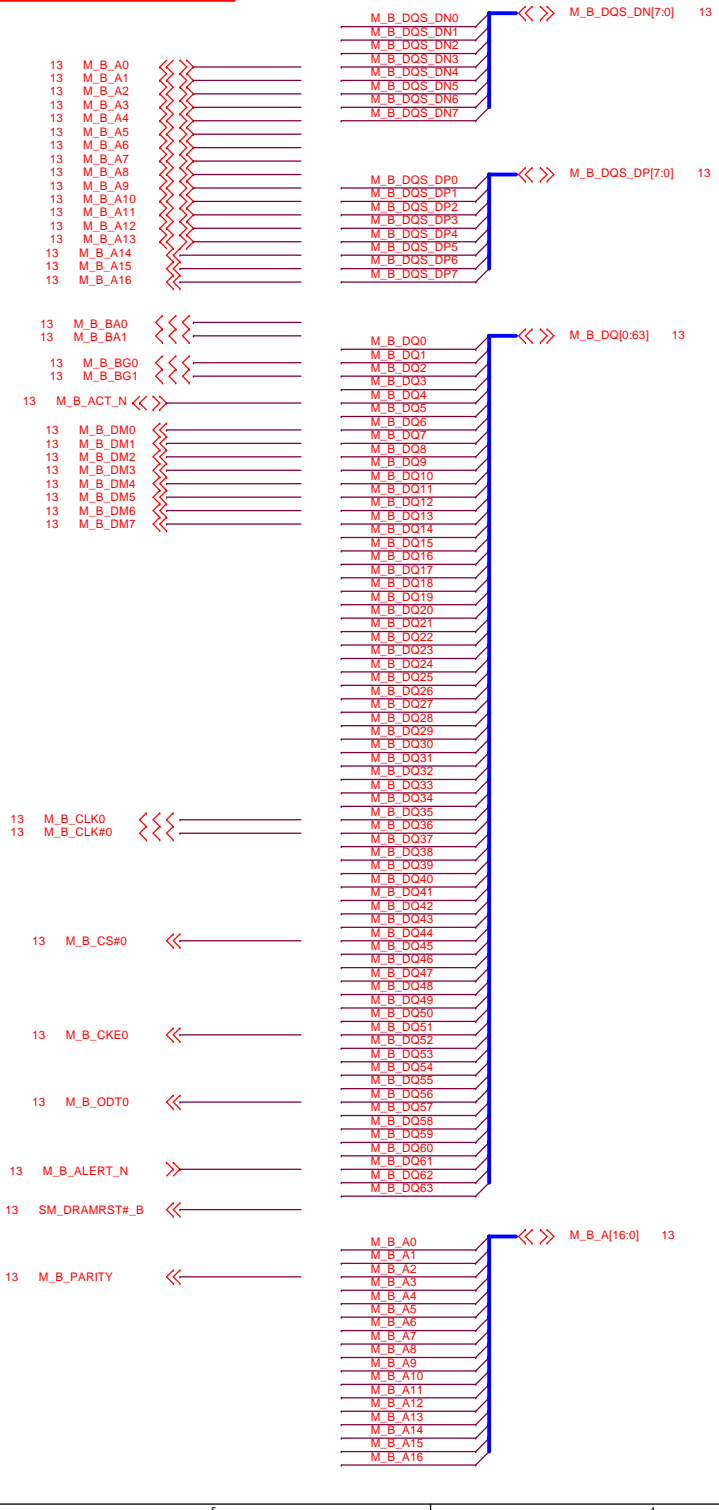 13 M_B_A0
13 M_B_A1
13 M_B_A2
13 M_B_A3
13 M_B_A4
13 M_B_A5
13 M_B_A6
13 M_B_A7
13 M_B_A8
13 M_B_A9
13 M_B_A10
13 M_B_A11
13 M_B_A12
13 M_B_A13
13 M_B_A14
13 M_B_A15
13 M_B_A16
13 M_B_BA0
13 M_B_BA1
13 M_B_BG0
13 M_B_BG1
13 M_B_ACT_N
13 M_B_DM0
13 M_B_DM1
13 M_B_DM2
13 M_B_DM3
13 M_B_DM4
13 M_B_DM5
13 M_B_DM6
13 M_B_DM7
13 M_B_CLK0
13 M_B_CLK#0
13 M_B_CS#0
13 M_B_CKE0
13 M_B_ODT0
13 M_B_ALERT_N
13 SM_DRAMRST#_B
13 M_B_PARITY
M_B_DQS_DN0
M_B_DQS_DN1
M_B_DQS_DN2
M_B_DQS_DN3
M_B_DQS_DN4
M_B_DQS_DN5
M_B_DQS_DN6
M_B_DQS_DN7
M_B_DQS_DN[7:0] 13
M_B_DQS_DP0
M_B_DQS_DP1
M_B_DQS_DP2
M_B_DQS_DP3
M_B_DQS_DP4
M_B_DQS_DP5
M_B_DQS_DP6
M_B_DQS_DP7
M_B_DQS_DP[7:0] 13
M_B_DQ0
M_B_DQ1
M_B_DQ2
M_B_DQ3
M_B_DQ4
M_B_DQ5
M_B_DQ6
M_B_DQ7
M_B_DQ8
M_B_DQ9
M_B_DQ10
M_B_DQ11
M_B_DQ12
M_B_DQ13
M_B_DQ14
M_B_DQ15
M_B_DQ16
M_B_DQ17
M_B_DQ18
M_B_DQ19
M_B_DQ20
M_B_DQ21
M_B_DQ22
M_B_DQ23
M_B_DQ24
M_B_DQ25
M_B_DQ26
M_B_DQ27
M_B_DQ28
M_B_DQ29
M_B_DQ30
M_B_DQ31
M_B_DQ32
M_B_DQ33
M_B_DQ34
M_B_DQ35
M_B_DQ36
M_B_DQ37
M_B_DQ38
M_B_DQ39
M_B_DQ40
M_B_DQ41
M_B_DQ42
M_B_DQ43
M_B_DQ44
M_B_DQ45
M_B_DQ46
M_B_DQ47
M_B_DQ48
M_B_DQ49
M_B_DQ50
M_B_DQ51
M_B_DQ52
M_B_DQ53
M_B_DQ54
M_B_DQ55
M_B_DQ56
M_B_DQ57
M_B_DQ58
M_B_DQ59
M_B_DQ60
M_B_DQ61
M_B_DQ62
M_B_DQ63
M_B_DQ[0:63] 13
M_B_A0
M_B_A1
M_B_A2
M_B_A3
M_B_A4
M_B_A5
M_B_A6
M_B_A7
M_B_A8
M_B_A9
M_B_A10
M_B_A11
M_B_A12
M_B_A13
M_B_A14
M_B_A15
M_B_A16
M_B_A[16:0] 13